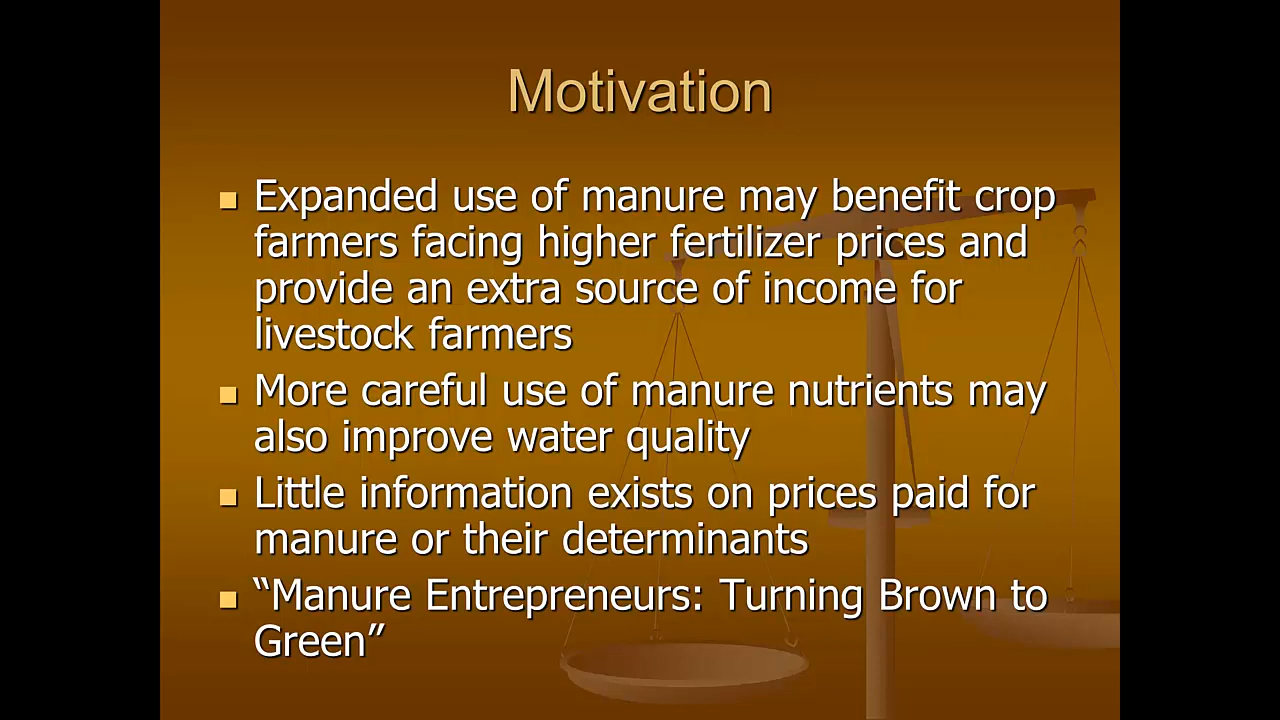 Motivation
Expanded use of manure may benefit crop
farmers facing higher fertilizer prices and
provide an extra source of income for
livestock farmers
More careful use of manure nutrients may
also improve water quality
Little information exists on prices paid for
manure or their determinants
“Manure Entrepreneurs: Turning Brown to
Green”